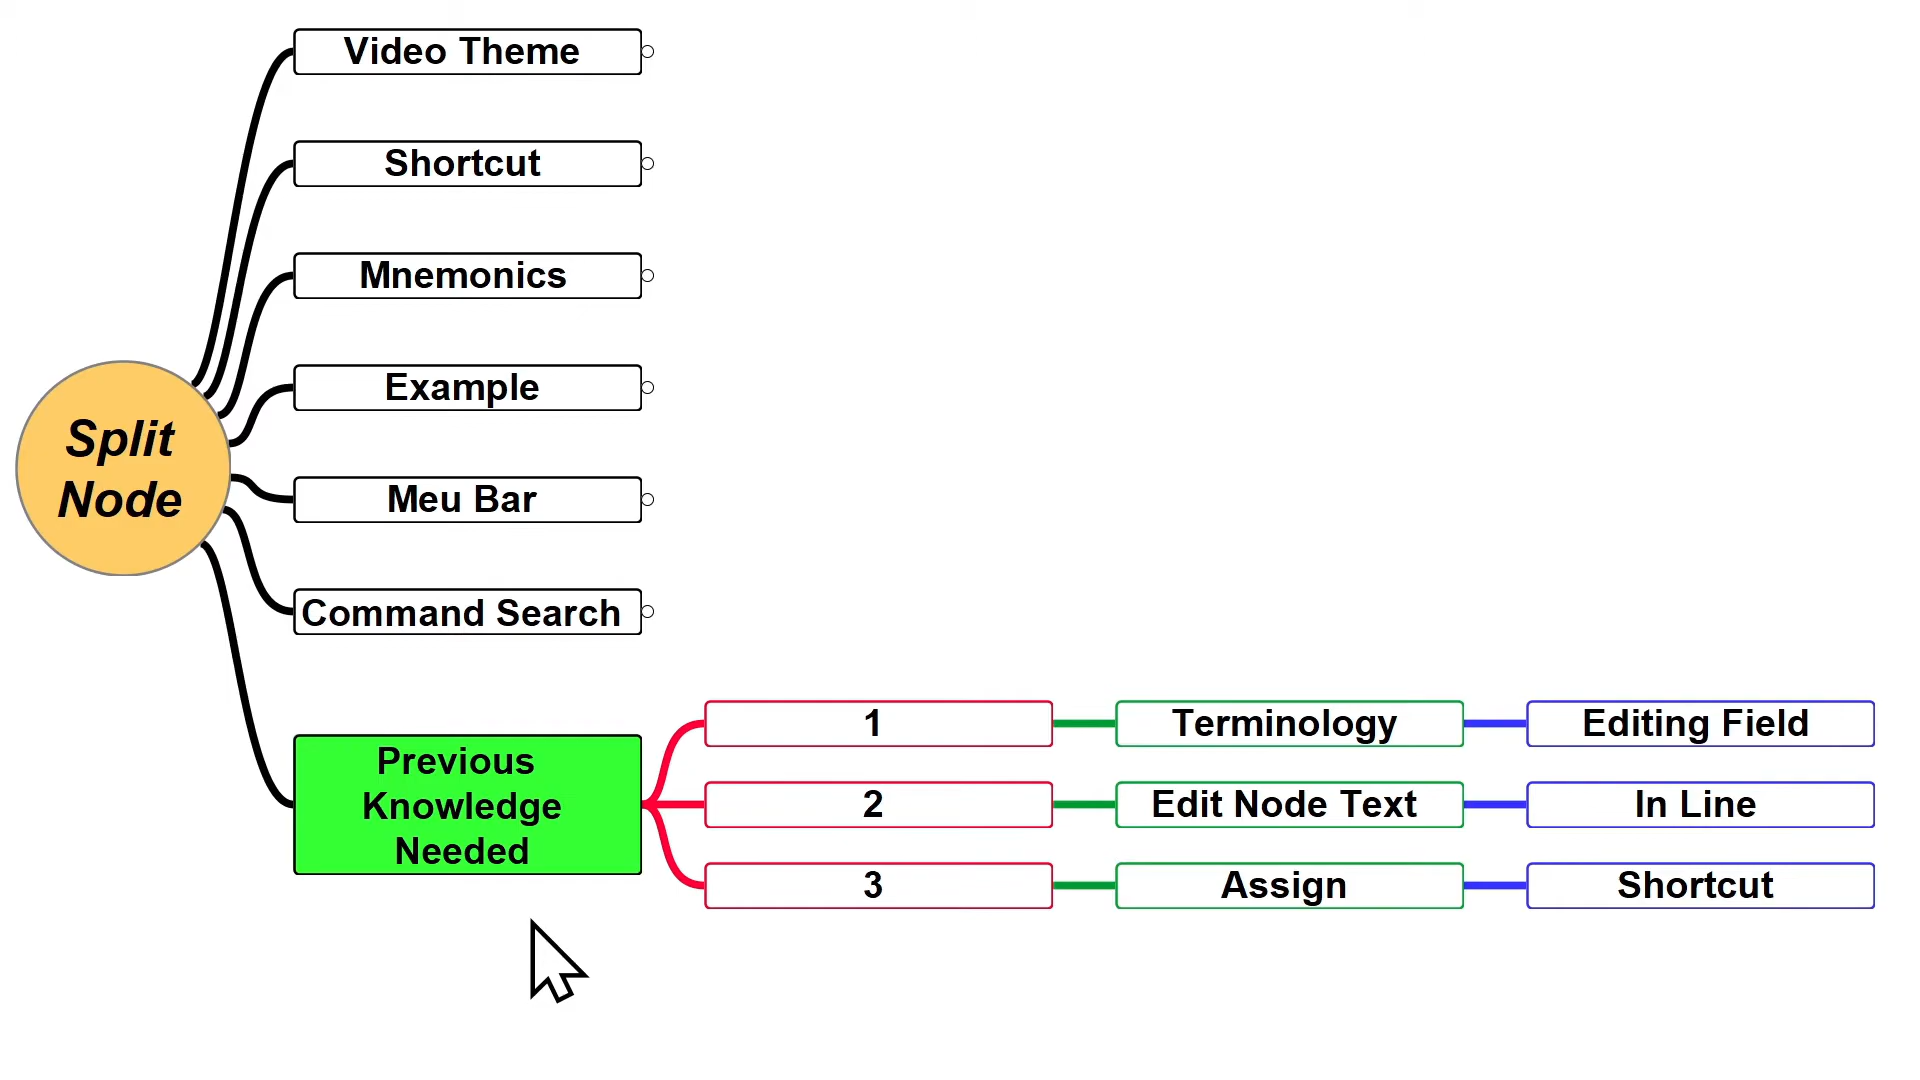 Video Theme
Shortcut
Mnemonics
Example
Split
Node
Meu Bar
Command Search
Previous
Knowledge
Needed
1
Terminology
Editing Field
2
Edit Node Text
In Line
3
Assign
Shortcut